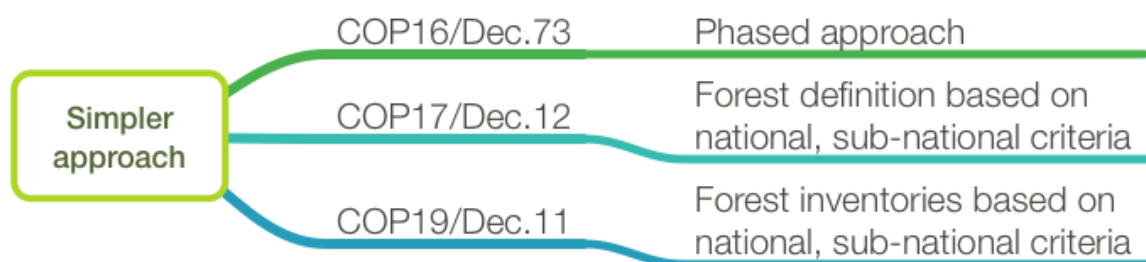 Simpler
approach
COP16/Dec.73
Phased approach
COP17/Dec.12
Forest definition based on
national, sub-national criteria
COP19/Dec.11
Forest inventories based on
national, sub-national criteria